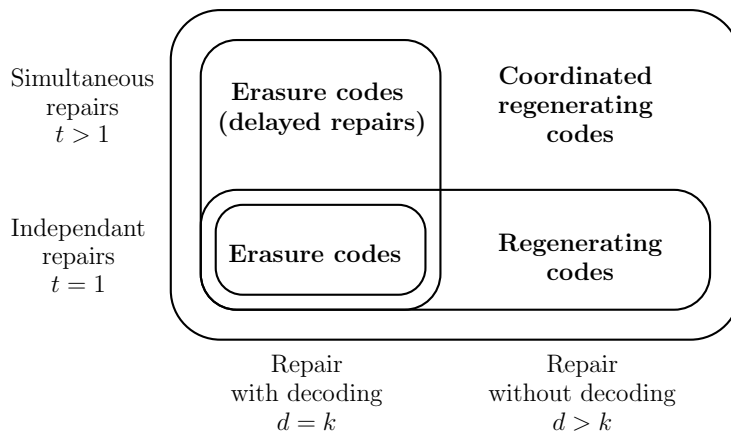 Simultaneous
repairs
t > 1
Erasure codes
(delayed repairs)
Coordinated
regenerating
codes
Independant
repairs
t = 1
Erasure codes
Regenerating
codes
Repair
with decoding
d = k
Repair
without decoding
d > k